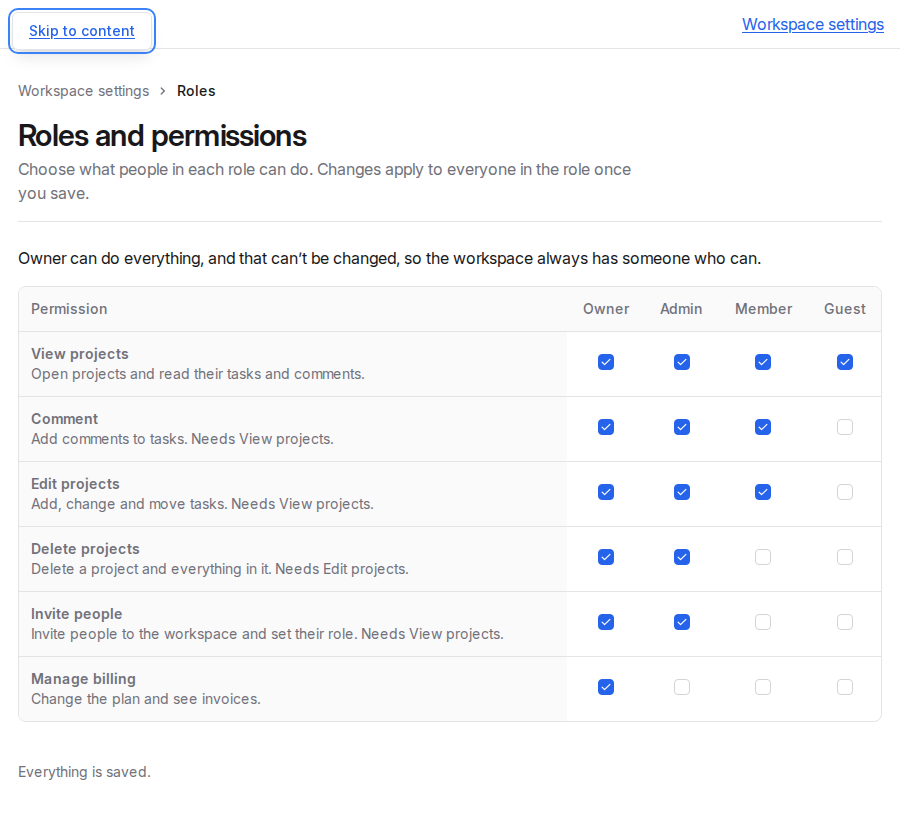 Skip to content
Workspace settings
Workspace settings > Roles
Roles and permissions
Choose what people in each role can do. Changes apply to everyone in the role once
you save.
Owner can do everything, and that can’t be changed, so the workspace always has someone who can.
Permission Owner Admin Member Guest
View projects
Open projects and read their tasks and comments.
Comment
Add comments to tasks. Needs View projects.
Edit projects
Add, change and move tasks. Needs View projects.
Delete projects
Delete a project and everything in it. Needs Edit projects.
Invite people
Invite people to the workspace and set their role. Needs View projects.
Manage billing
Change the plan and see invoices.
Everything is saved.